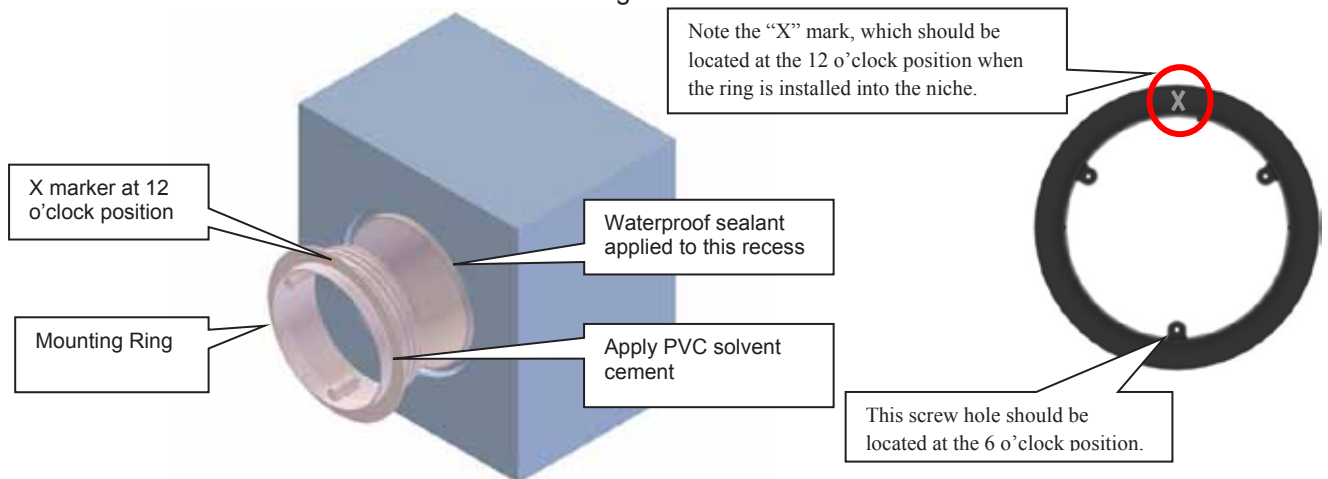 Note the “X” mark, which should be
located at the 12 o’clock position when
the ring is installed into the niche.
X
X marker at 12
o’clock position
Waterproof sealant
applied to this recess
Mounting Ring
Apply PVC solvent
cement
This screw hole should be
located at the 6 o’clock position.